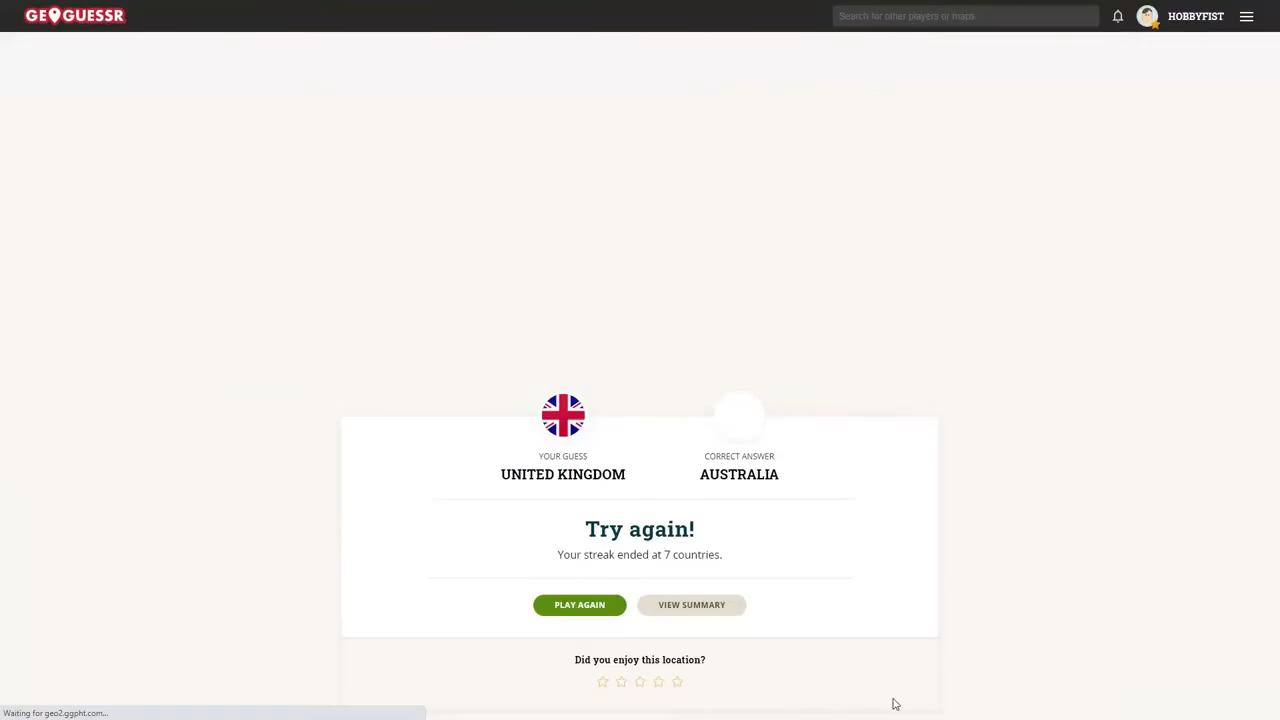 GEOGUESSR
Search for other players or maps
HOBBYFIST
YOUR GUESS
UNITED KINGDOM
CORRECT ANSWER
AUSTRALIA
Try again!
Your streak ended at 7 countries.
PLAY AGAIN
VIEW SUMMARY
Did you enjoy this location?
Waiting for geo2.ggpht.com...